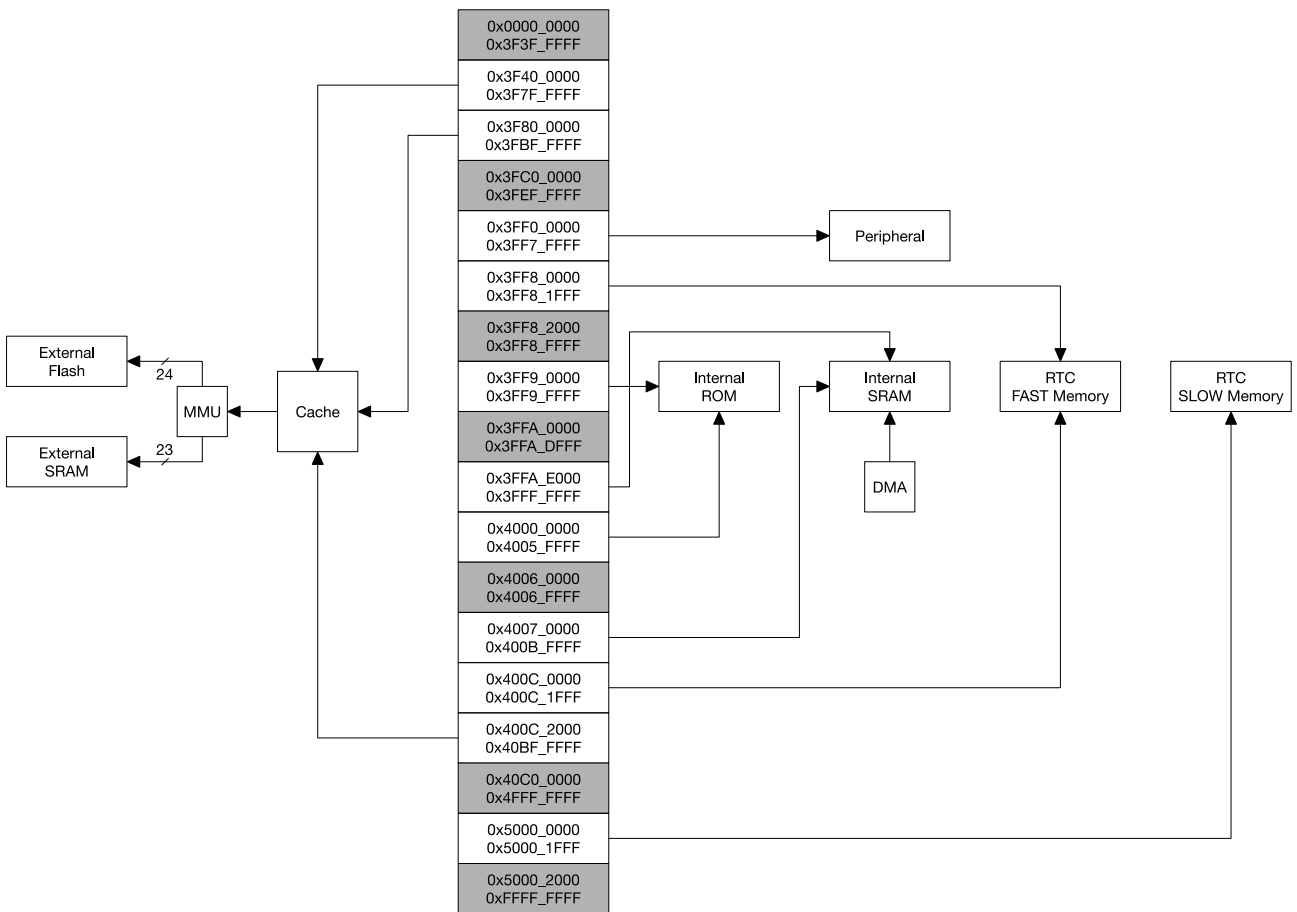 0x0000_0000
0x3F3F_FFFF
0x3F40_0000
0x3F7F_FFFF
0x3F80_0000
0x3FBF_FFFF
0x3FC0_0000
0x3FEF_FFFF
0x3FF0_0000
0x3FF7_FFFF
Peripheral
0x3FF8_0000
0x3FF8_1FFF
0x3FF8_2000
0x3FF8_FFFF
External
Flash
24
MMU
Cache
23
External
SRAM
0x3FF9_0000
0x3FF9_FFFF
Internal
ROM
Internal
SRAM
RTC
FAST Memory
RTC
SLOW Memory
0x3FFA_0000
0x3FFA_DFFF
0x3FFA_E000
0x3FFF_FFFF
DMA
0x4000_0000
0x4005_FFFF
0x4006_0000
0x4006_FFFF
0x4007_0000
0x400B_FFFF
0x400C_0000
0x400C_1FFF
0x400C_2000
0x40BF_FFFF
0x40C0_0000
0x4FFF_FFFF
0x5000_0000
0x5000_1FFF
0x5000_2000
0xFFFF_FFFF